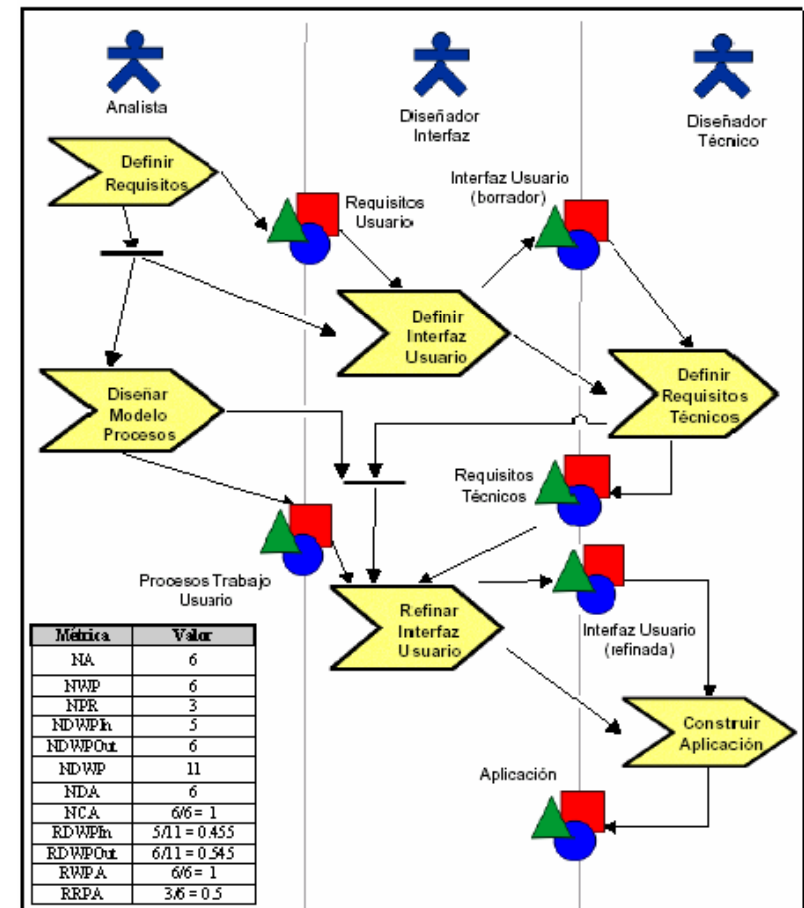 Analista
Diseñador
Interfaz
Diseñador
Técnico
Definir
Requisitos
Requisitos
Usuario
Interfaz Usuario
(borrador)
Definir
Interfaz
Usuario
Diseñar
Modelo
Procesos
Definir
Requisitos
Técnicos
Requisitos
Técnicos
Procesos Trabajo
Usuario
Refinar
Interfaz
Usuario
Interfaz Usuario
(refinada)
Construir
Aplicación
Aplicación
Métrica Valor
NA 6
NWP 6
NPR 3
NDWPIn 5
NDWPOut 6
NDWP 11
NDA 6
NCA 6/6 = 1
RDWPIn 5/11 = 0.455
RDWPOut 6/11 = 0.545
RWPA 6/6 = 1
RRPA 3/6 = 0.5